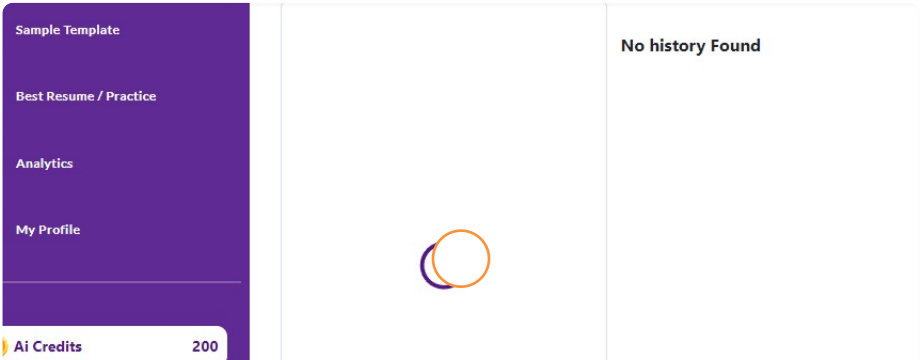 Sample Template
Best Resume / Practice
Analytics
My Profile
Ai Credits 200
No history Found